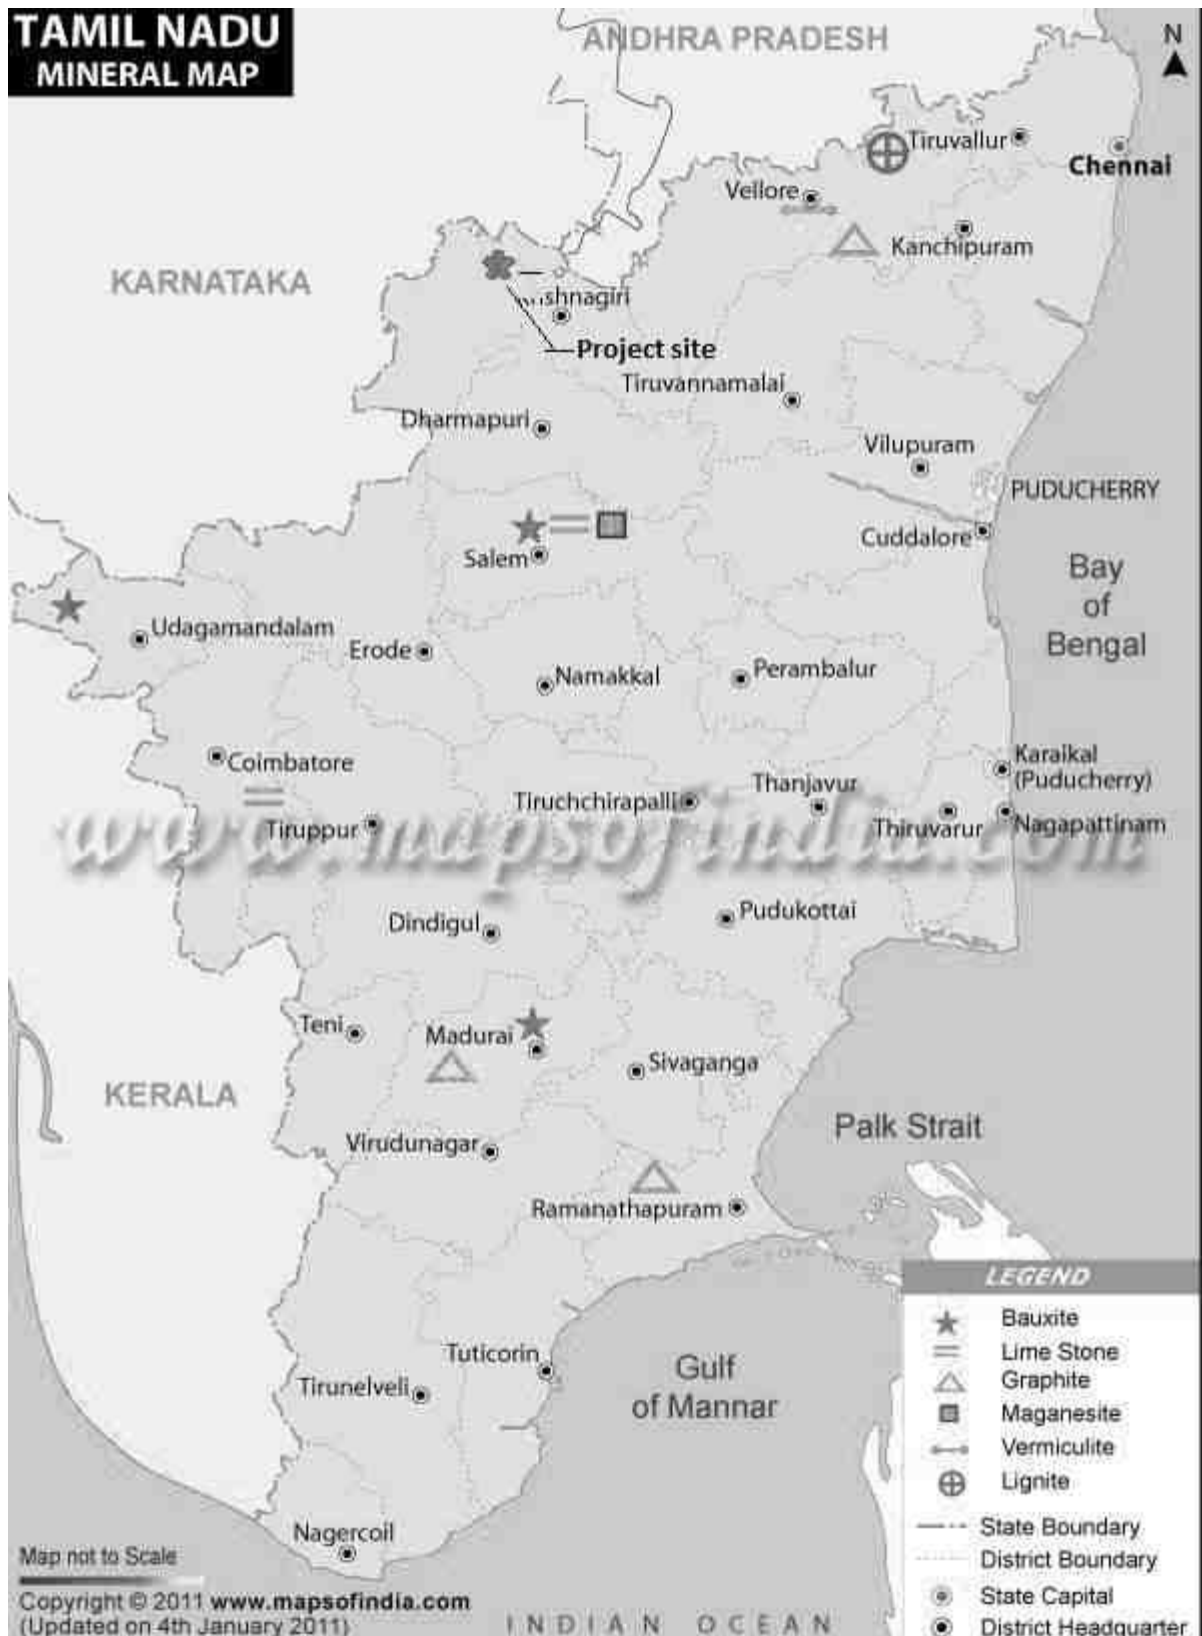 TAMIL NADU
MINERAL MAP
ANDHRA PRADESH
N
Tiruvallur
Chennai
Vellore
Kanchipuram
KARNATAKA
shnagiri
Project site
Tiruvannamalai
Dharmapuri
Vilupuram
PUDUCHERRY
Cuddalore
Salem
Bay
of
Bengal
Udagamandalam
Erode
Namakkal
Perambalur
Coimbatore
Karaikal
(Puducherry)
Thanjavur
Tiruchchirapalli
Tiruppur
Thiruvarur
Nagapattinam
www.mapsofindia.com
Dindigul
Pudukottai
Teni
Madurai
Sivaganga
KERALA
Palk Strait
Virudunagar
Ramanathapuram
Tuticorin
Tirunelveli
Gulf
of Mannar
Nagercoil
LEGEND
Bauxite
Lime Stone
Graphite
Maganesite
Vermiculite
Lignite
State Boundary
District Boundary
State Capital
District Headquarter
Map not to Scale
Copyright © 2011 www.mapsofindia.com
(Updated on 4th January 2011)
INDIAN OCEAN